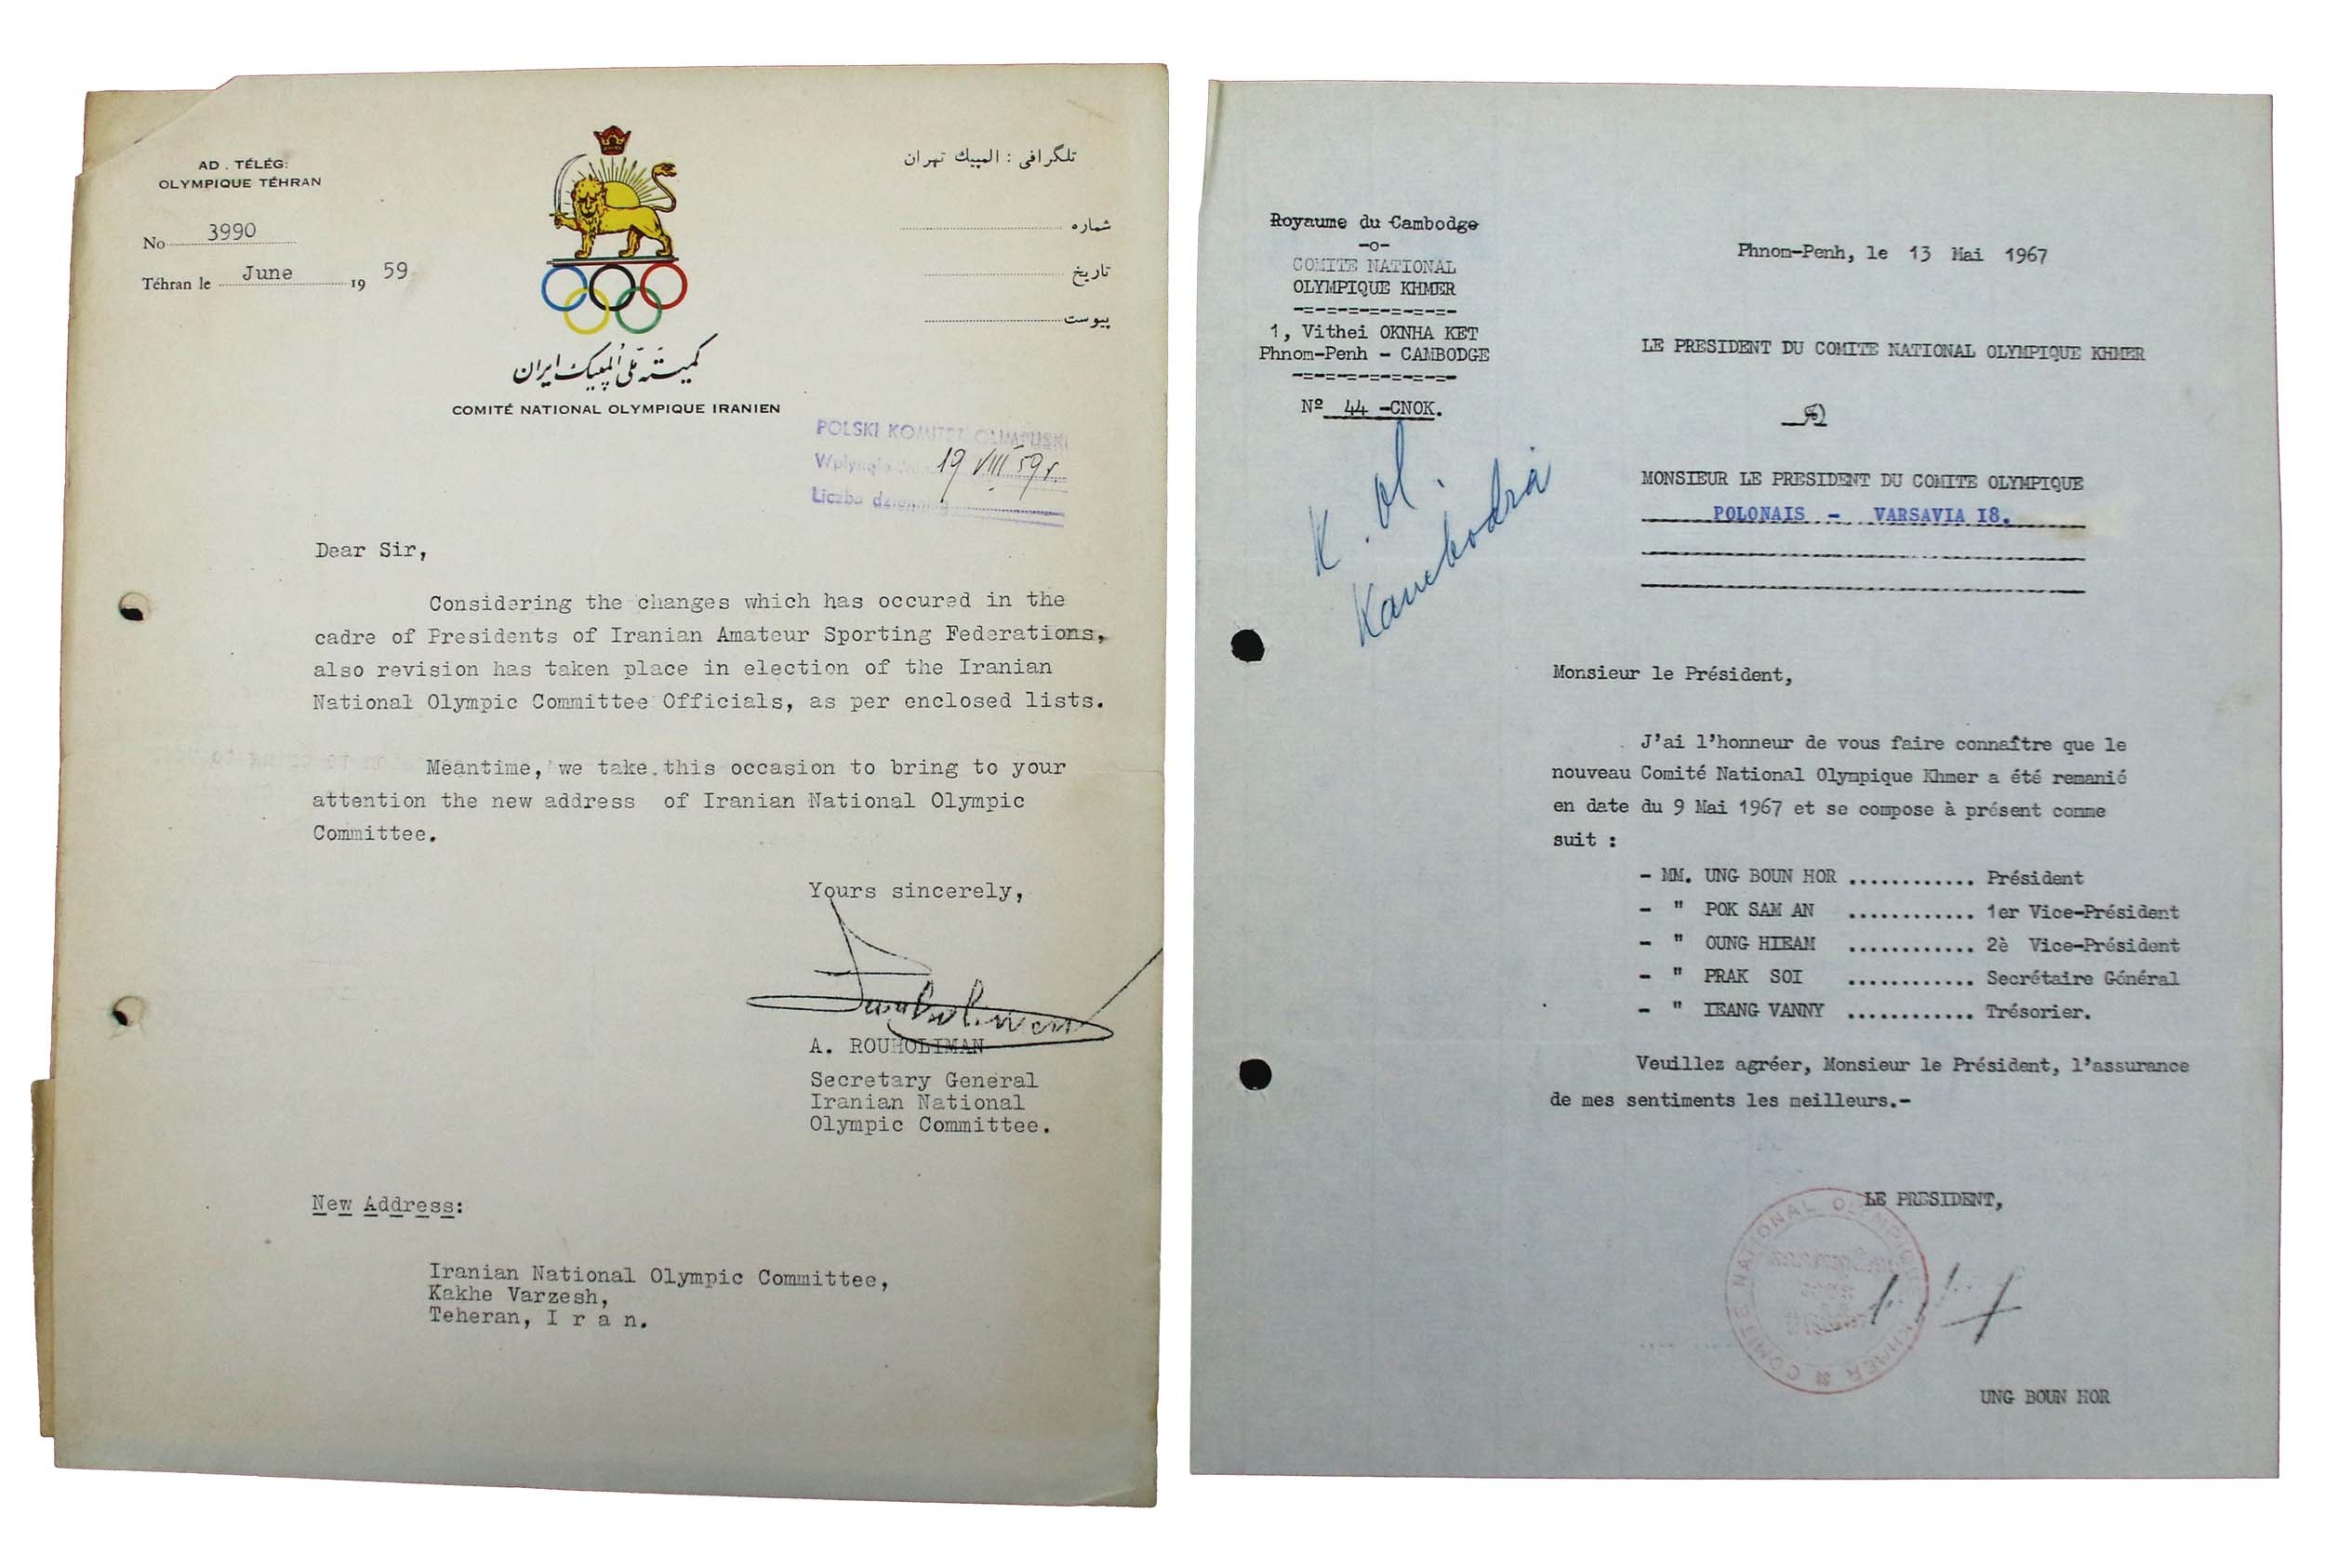 AD. TÉLÉG:
OLYMPIQUE TÉHRAN
No 3990
Téhran le June 19 59
تلگرافی : المپیك تهران
شماره
تاریخ
پیوست
کمیته ملی المپیک ایران
COMITÉ NATIONAL OLYMPIQUE IRANIEN
POLSKI KOMITET OLIMPIJSKI
19 VIII 59 r.
Liczba
Dear Sir,
Considering the changes which has occured in the
cadre of Presidents of Iranian Amateur Sporting Federations,
also revision has taken place in election of the Iranian
National Olympic Committee Officials, as per enclosed lists.
Meantime, we take this occasion to bring to your
attention the new address of Iranian National Olympic
Committee.
Yours sincerely,
A. ROUHOLIMAN
Secretary General
Iranian National
Olympic Committee.
New Address:
Iranian National Olympic Committee,
Kakhe Varzesh,
Teheran, I r a n.
Royaume du Cambodge
-o-
COMITE NATIONAL
OLYMPIQUE KHMER
-=-=-=-=-=-=-=-
1, Vithei OKNHA KET
Phnom-Penh - CAMBODGE
-=-=-=-=-=-=-=-
Nº 44 -CNOK.
K. Ol.
Kambodża
Phnom-Penh, le 13 Mai 1967
LE PRESIDENT DU COMITE NATIONAL OLYMPIQUE KHMER
MONSIEUR LE PRESIDENT DU COMITE OLYMPIQUE
POLONAIS - VARSAVIA I8.
Monsieur le Président,
J'ai l'honneur de vous faire connaître que le
nouveau Comité National Olympique Khmer a été remanié
en date du 9 Mai 1967 et se compose à présent comme
suit :
- MM. UNG BOUN HOR ............ Président
- " POK SAM AN ............ 1er Vice-Président
- " OUNG HIEAM ............ 2è Vice-Président
- " PRAK SOI ............ Secrétaire Général
- " IEANG VANNY ............ Trésorier.
Veuillez agréer, Monsieur le Président, l'assurance
de mes sentiments les meilleurs.-
LE PRESIDENT,
COMITE NATIONAL OLYMPIQUE KHMER
UNG BOUN HOR